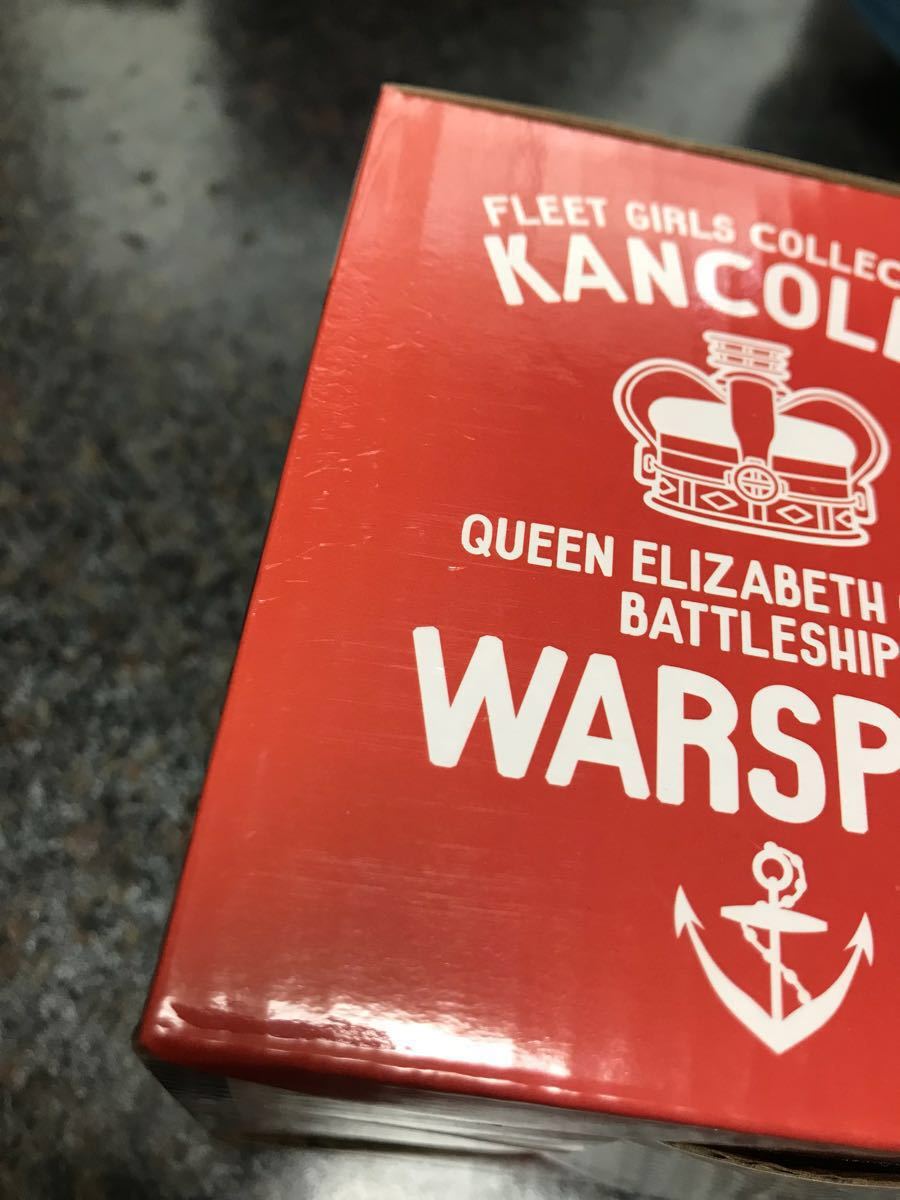 FLEET GIRLS COLLEC
KANCOLL
QUEEN ELIZABETH
BATTLESHIP
WARSP